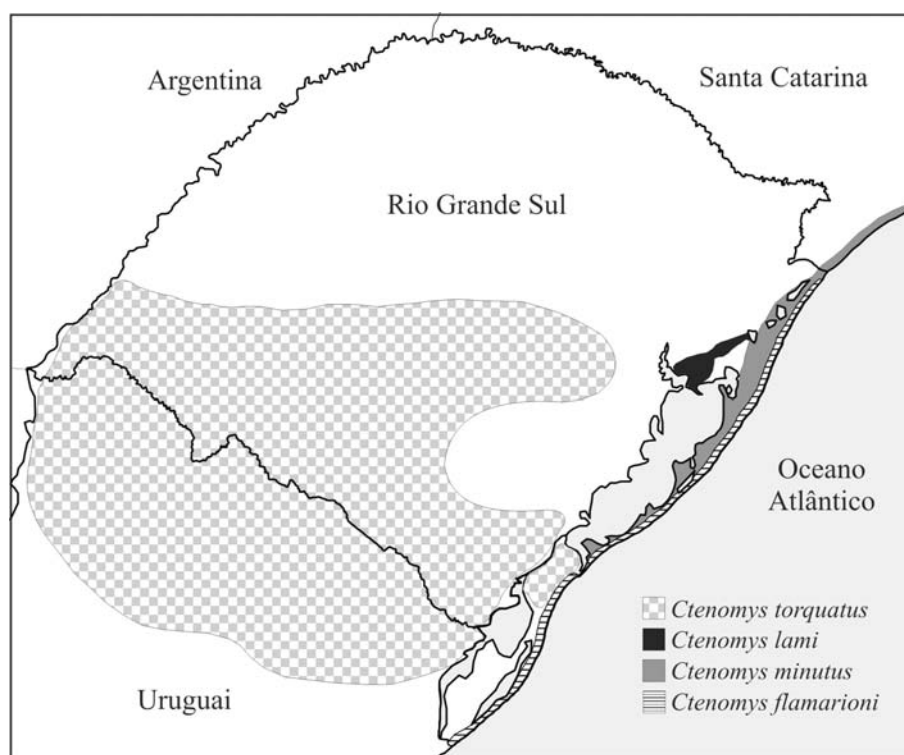 Argentina
Santa Catarina
Rio Grande Sul
Oceano
Atlântico
Ctenomys torquatus
Ctenomys lami
Ctenomys minutus
Ctenomys flamarioni
Uruguai